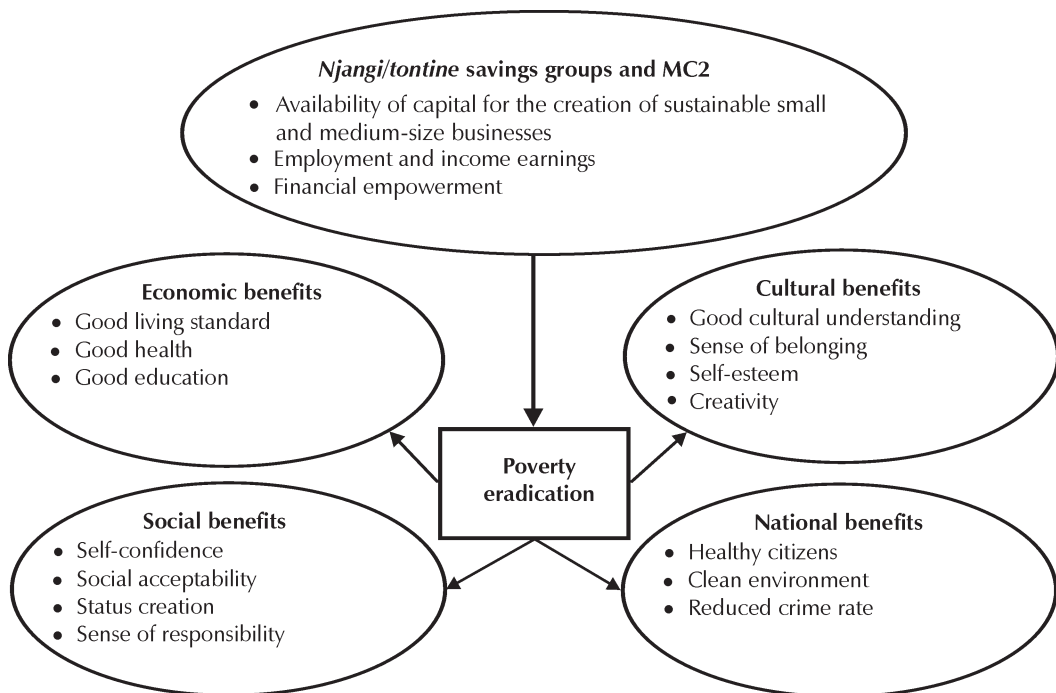 Njangi/tontine savings groups and MC2
• Availability of capital for the creation of sustainable small
and medium-size businesses
• Employment and income earnings
• Financial empowerment
Economic benefits
• Good living standard
• Good health
• Good education
Cultural benefits
• Good cultural understanding
• Sense of belonging
• Self-esteem
• Creativity
Poverty
eradication
Social benefits
• Self-confidence
• Social acceptability
• Status creation
• Sense of responsibility
National benefits
• Healthy citizens
• Clean environment
• Reduced crime rate